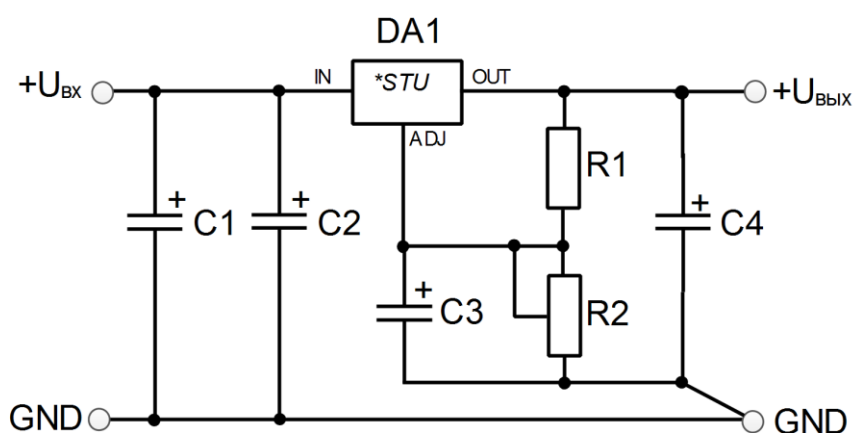 DA1
+Uвх
IN
*STU
OUT
+Uвых
ADJ
R1
+
C1
+
C2
+
C4
+
C3
R2
GND
GND